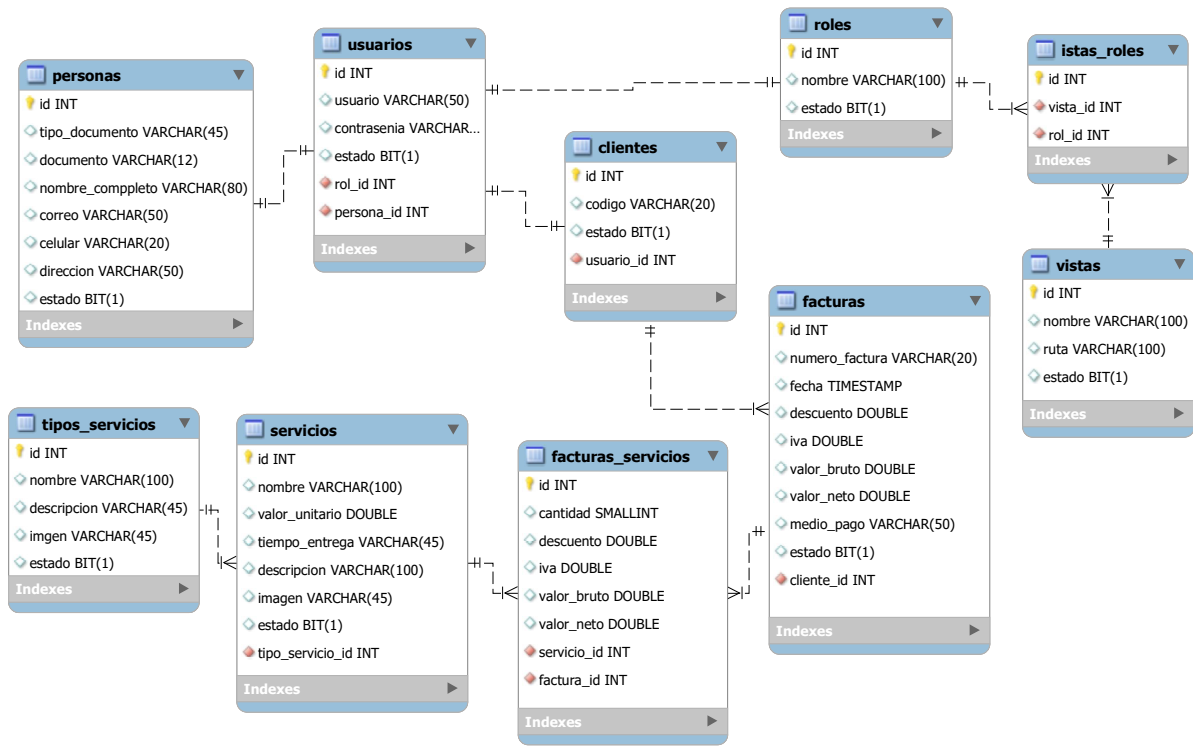 personas
id INT
tipo_documento VARCHAR(45)
documento VARCHAR(12)
nombre_comppleto VARCHAR(80)
correo VARCHAR(50)
celular VARCHAR(20)
direccion VARCHAR(50)
estado BIT(1)
Indexes
usuarios
id INT
usuario VARCHAR(50)
contrasenia VARCHAR...
estado BIT(1)
rol_id INT
persona_id INT
Indexes
clientes
id INT
codigo VARCHAR(20)
estado BIT(1)
usuario_id INT
Indexes
roles
id INT
nombre VARCHAR(100)
estado BIT(1)
Indexes
istas_roles
id INT
vista_id INT
rol_id INT
Indexes
vistas
id INT
nombre VARCHAR(100)
ruta VARCHAR(100)
estado BIT(1)
Indexes
facturas
id INT
numero_factura VARCHAR(20)
fecha TIMESTAMP
descuento DOUBLE
iva DOUBLE
valor_bruto DOUBLE
valor_neto DOUBLE
medio_pago VARCHAR(50)
estado BIT(1)
cliente_id INT
Indexes
tipos_servicios
id INT
nombre VARCHAR(100)
descripcion VARCHAR(45)
imgen VARCHAR(45)
estado BIT(1)
Indexes
servicios
id INT
nombre VARCHAR(100)
valor_unitario DOUBLE
tiempo_entrega VARCHAR(45)
descripcion VARCHAR(100)
imagen VARCHAR(45)
estado BIT(1)
tipo_servicio_id INT
Indexes
facturas_servicios
id INT
cantidad SMALLINT
descuento DOUBLE
iva DOUBLE
valor_bruto DOUBLE
valor_neto DOUBLE
servicio_id INT
factura_id INT
Indexes